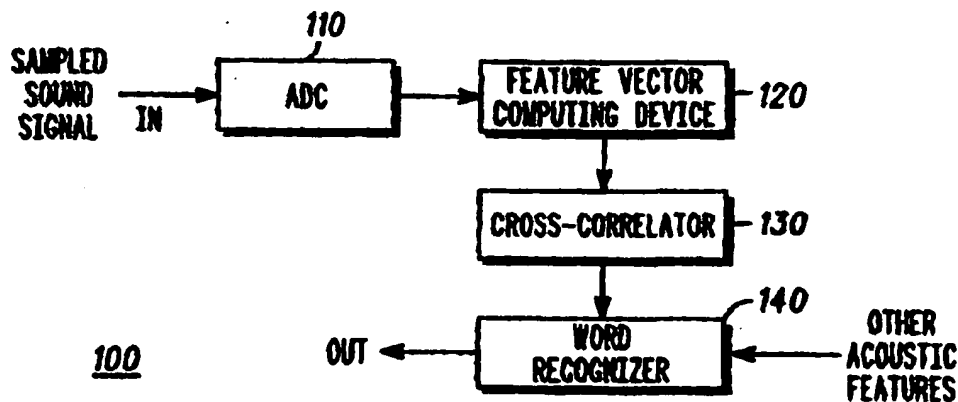 110
SAMPLED
SOUND
SIGNAL
IN
ADC
FEATURE VECTOR
COMPUTING DEVICE
120
CROSS-CORRELATOR
130
140
WORD
RECOGNIZER
OUT
OTHER
ACOUSTIC
FEATURES
100